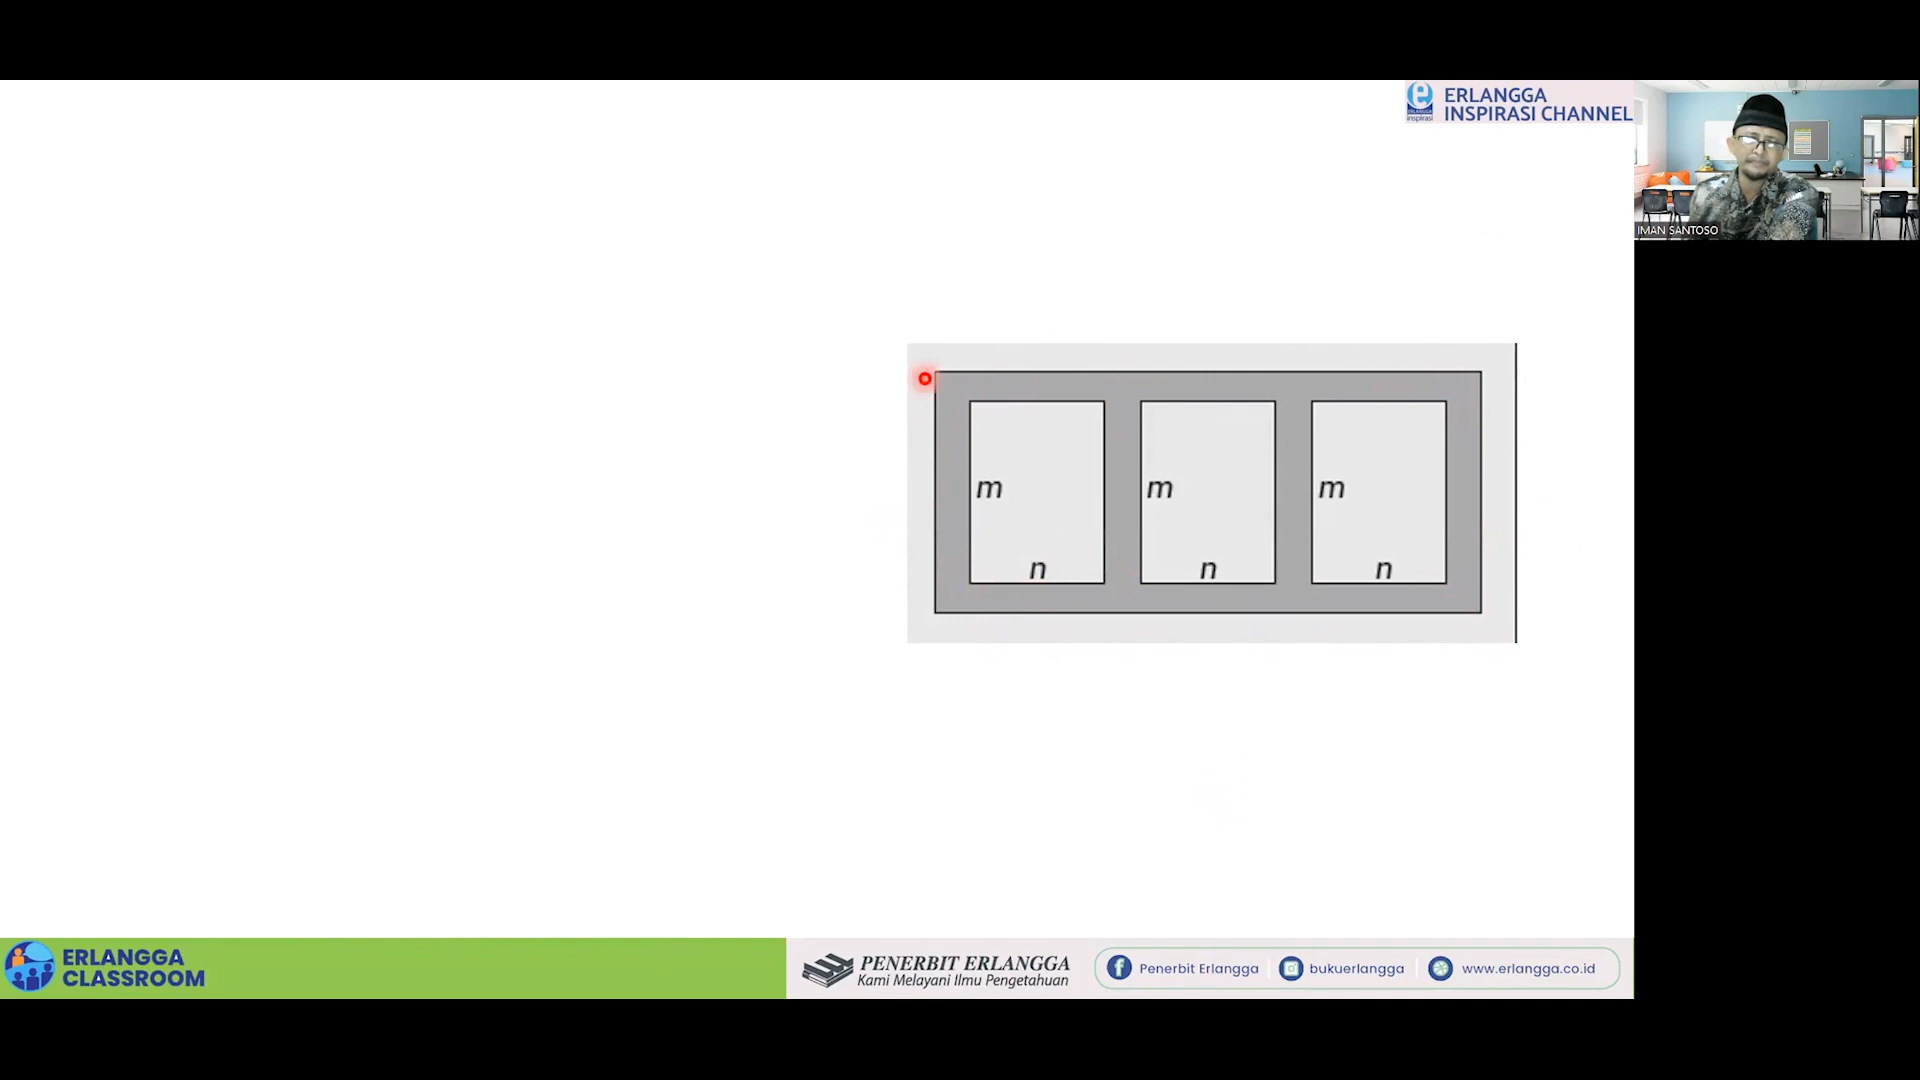 ERLANGGA
INSPIRASI CHANNEL
IMAN SANTOSO
m
m
m
n
n
n
ERLANGGA
CLASSROOM
PENERBIT ERLANGGA
Kami Melayani Ilmu Pengetahuan
Penerbit Erlangga
bukuerlangga
www.erlangga.co.id